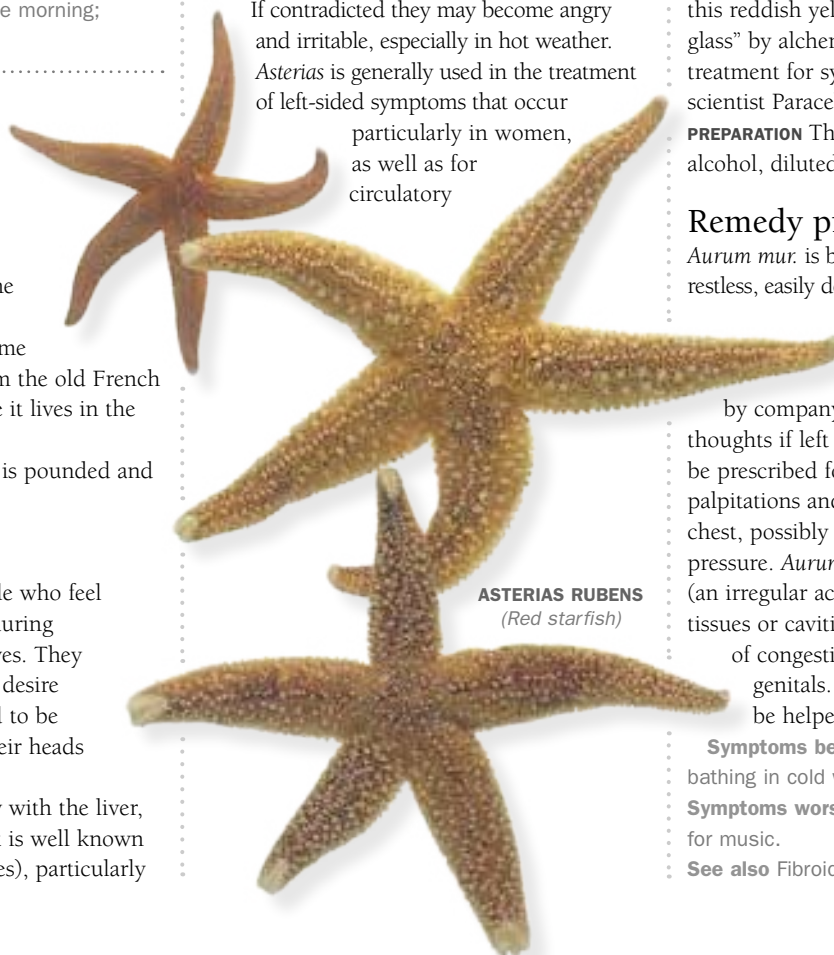 e morning;
ne
me
m the old French
e it lives in the
is pounded and
le who feel
uring
ves. They
desire
d to be
eir heads
y with the liver,
k is well known
es), particularly
If contradicted they may become angry
and irritable, especially in hot weather.
Asterias is generally used in the treatment
of left-sided symptoms that occur
particularly in women,
as well as for
circulatory
ASTERIAS RUBENS
(Red starfish)
this reddish yel
glass” by alchem
treatment for sy
scientist Parace
PREPARATION Th
alcohol, diluted
Remedy pr
Aurum mur. is b
restless, easily d
by company
thoughts if left
be prescribed fo
palpitations and
chest, possibly
pressure. Aurum
(an irregular ac
tissues or caviti
of congesti
genitals.
be helpe
Symptoms be
bathing in cold w
Symptoms wors
for music.
See also Fibroid